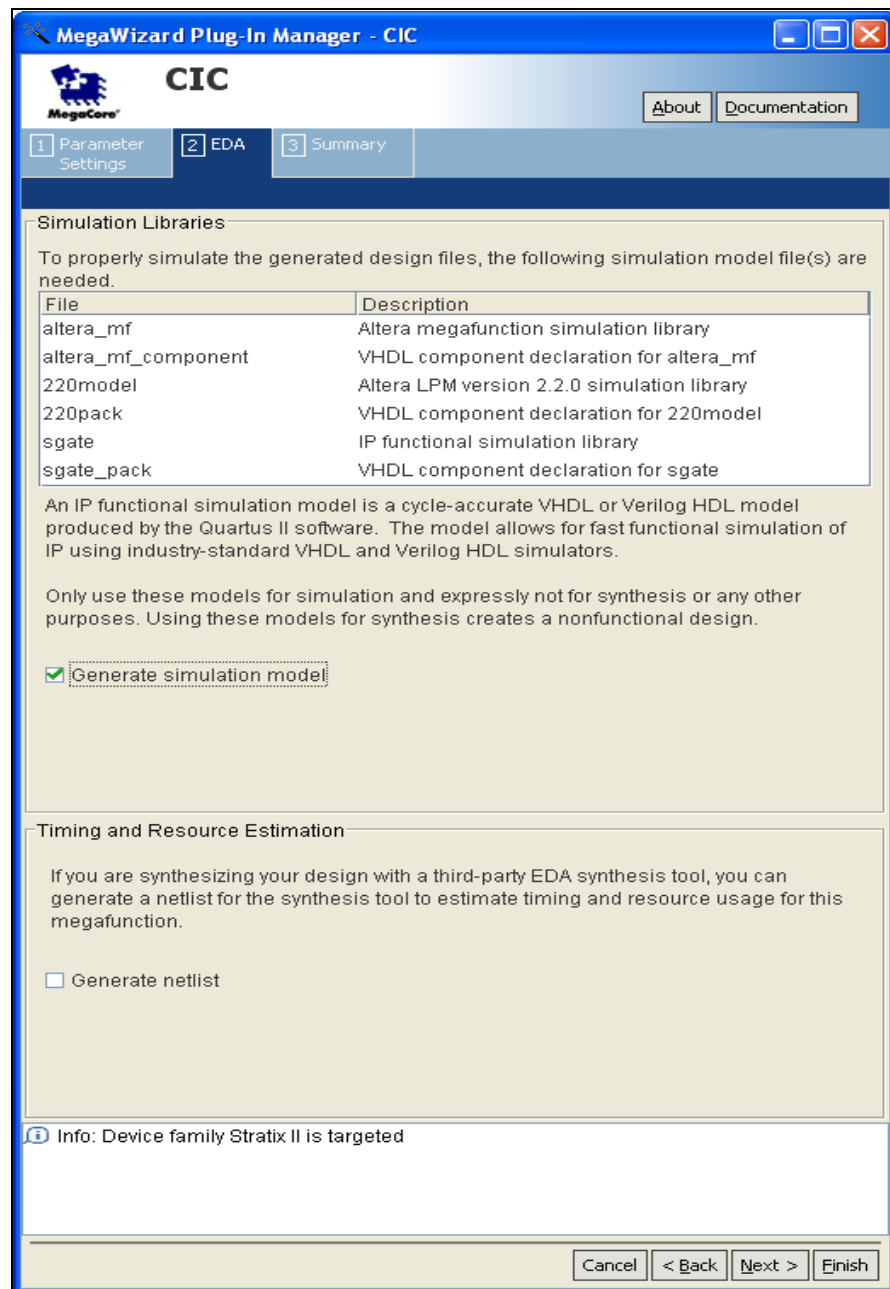 MegaWizard Plug-In Manager - CIC
CIC
MegaCore®
About Documentation
1 Parameter Settings
2 EDA
3 Summary
Simulation Libraries
To properly simulate the generated design files, the following simulation model file(s) are
needed.
File Description
altera_mf Altera megafunction simulation library
altera_mf_component VHDL component declaration for altera_mf
220model Altera LPM version 2.2.0 simulation library
220pack VHDL component declaration for 220model
sgate IP functional simulation library
sgate_pack VHDL component declaration for sgate
An IP functional simulation model is a cycle-accurate VHDL or Verilog HDL model
produced by the Quartus II software. The model allows for fast functional simulation of
IP using industry-standard VHDL and Verilog HDL simulators.
Only use these models for simulation and expressly not for synthesis or any other
purposes. Using these models for synthesis creates a nonfunctional design.
Generate simulation model
Timing and Resource Estimation
If you are synthesizing your design with a third-party EDA synthesis tool, you can
generate a netlist for the synthesis tool to estimate timing and resource usage for this
megafunction.
Generate netlist
Info: Device family Stratix II is targeted
Cancel < Back Next > Finish